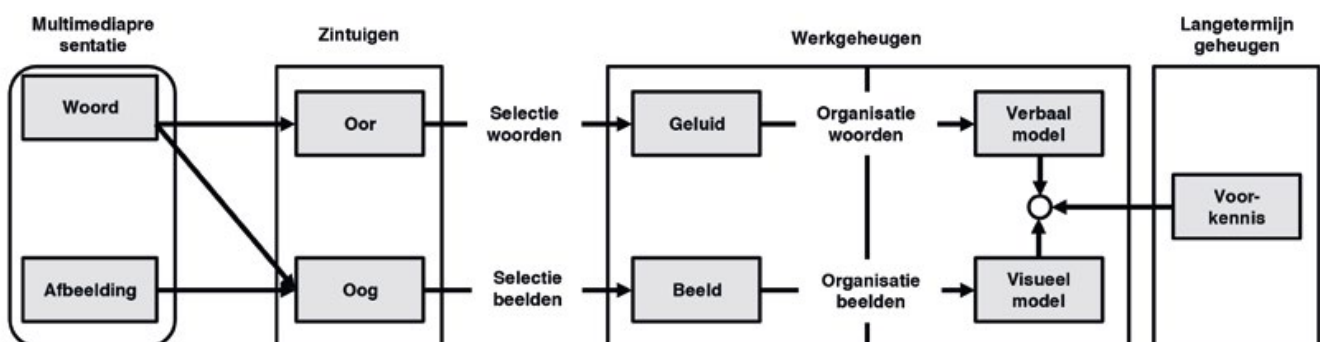 Multimediapre
sentatie
Zintuigen
Werkgeheugen
Langetermijn
geheugen
Woord
Oor
Selectie
woorden
Geluid
Organisatie
woorden
Verbaal
model
Voor-
kennis
Afbeelding
Oog
Selectie
beelden
Beeld
Organisatie
beelden
Visueel
model